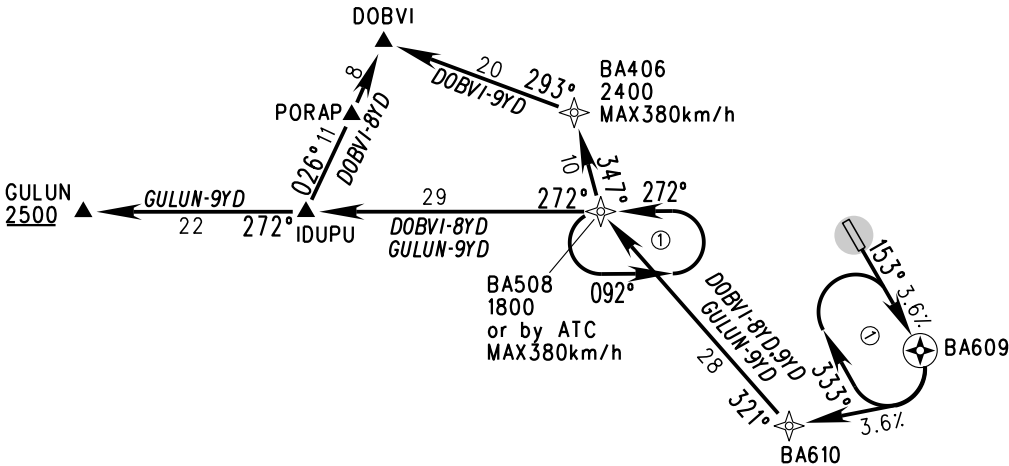 DOBVI
20
DOBVI-9YD
293°
BA406
2400
MAX380km/h
8
PORAP
11
026°
DOBVI-8YD
10
347°
GULUN
2500
GULUN-9YD
22
272°
IDUPU
29
DOBVI-8YD
GULUN-9YD
272°
272°
①
092°
BA508
1800
or by ATC
MAX380km/h
DOBVI-8YD,9YD
GULUN-9YD
28
321°
153°
3.6%
①
333°
BA609
3.6%
BA610